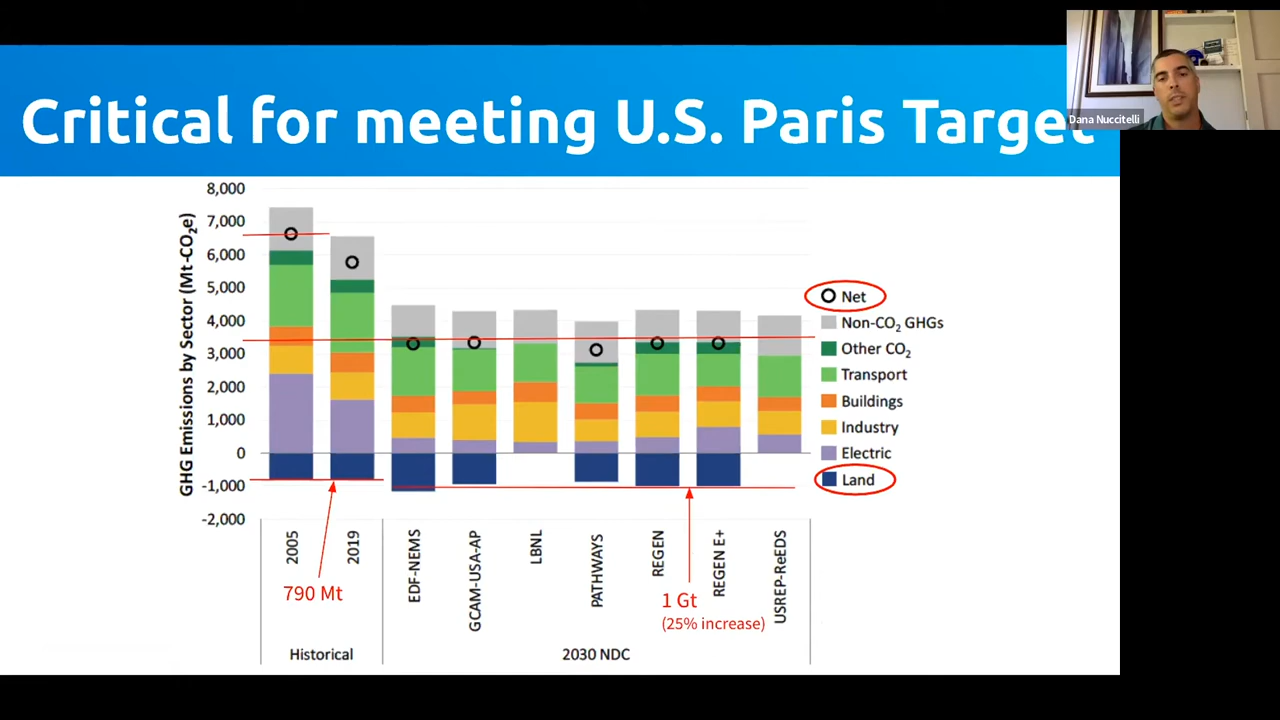 Critical for meeting U.S. Paris Target
Dana Nuccitelli
GHG Emissions by Sector (Mt-CO₂e)
8,000
7,000
6,000
5,000
4,000
3,000
2,000
1,000
0
-1,000
-2,000
Net
Non-CO₂ GHGs
Other CO₂
Transport
Buildings
Industry
Electric
Land
2005
2019
EDF-NEMS
GCAM-USA-AP
LBNL
PATHWAYS
REGEN
REGEN E+
USREP-ReEDS
790 Mt
1 Gt
(25% increase)
Historical
2030 NDC